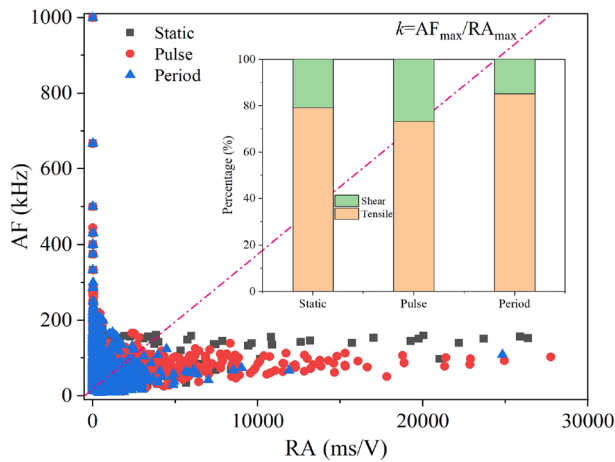 1000
800
600
400
200
0
AF (kHz)
0
10000
20000
30000
RA (ms/V)
Static
Pulse
Period
k=AFmax/RAmax
100
80
60
40
20
0
Percentage (%)
Shear
Tensile
Static
Pulse
Period